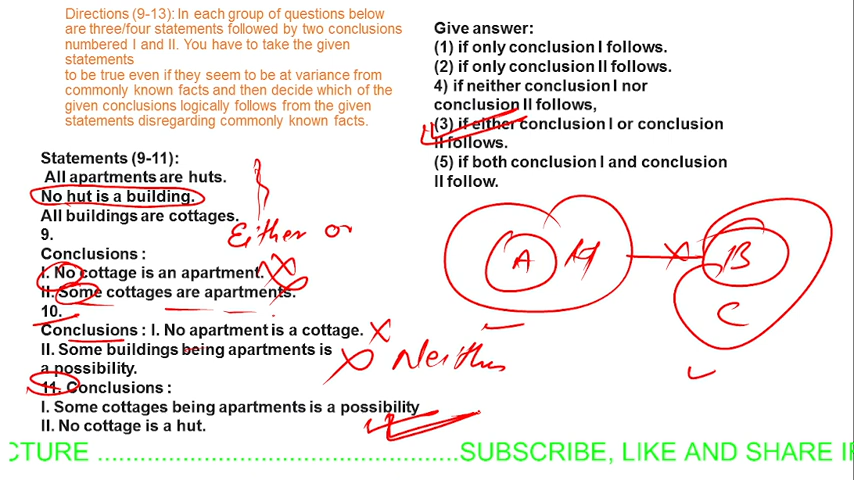 Directions (9-13): In each group of questions below
are three/four statements followed by two conclusions
numbered I and II. You have to take the given
statements
to be true even if they seem to be at variance from
commonly known facts and then decide which of the
given conclusions logically follows from the given
statements disregarding commonly known facts.
Give answer:
(1) if only conclusion I follows.
(2) if only conclusion II follows.
4) if neither conclusion I nor
conclusion II follows,
(3) if either conclusion I or conclusion
II follows.
(5) if both conclusion I and conclusion
II follow.
Statements (9-11):
All apartments are huts.
No hut is a building.
All buildings are cottages.
9.
Conclusions :
I. No cottage is an apartment.
II. Some cottages are apartments.
10.
Conclusions : I. No apartment is a cottage.
II. Some buildings being apartments is
a possibility.
11. Conclusions :
I. Some cottages being apartments is a possibility
II. No cottage is a hut.
Either or
Neither
A H B
C
CTURE ...................................................SUBSCRIBE, LIKE AND SHARE IF